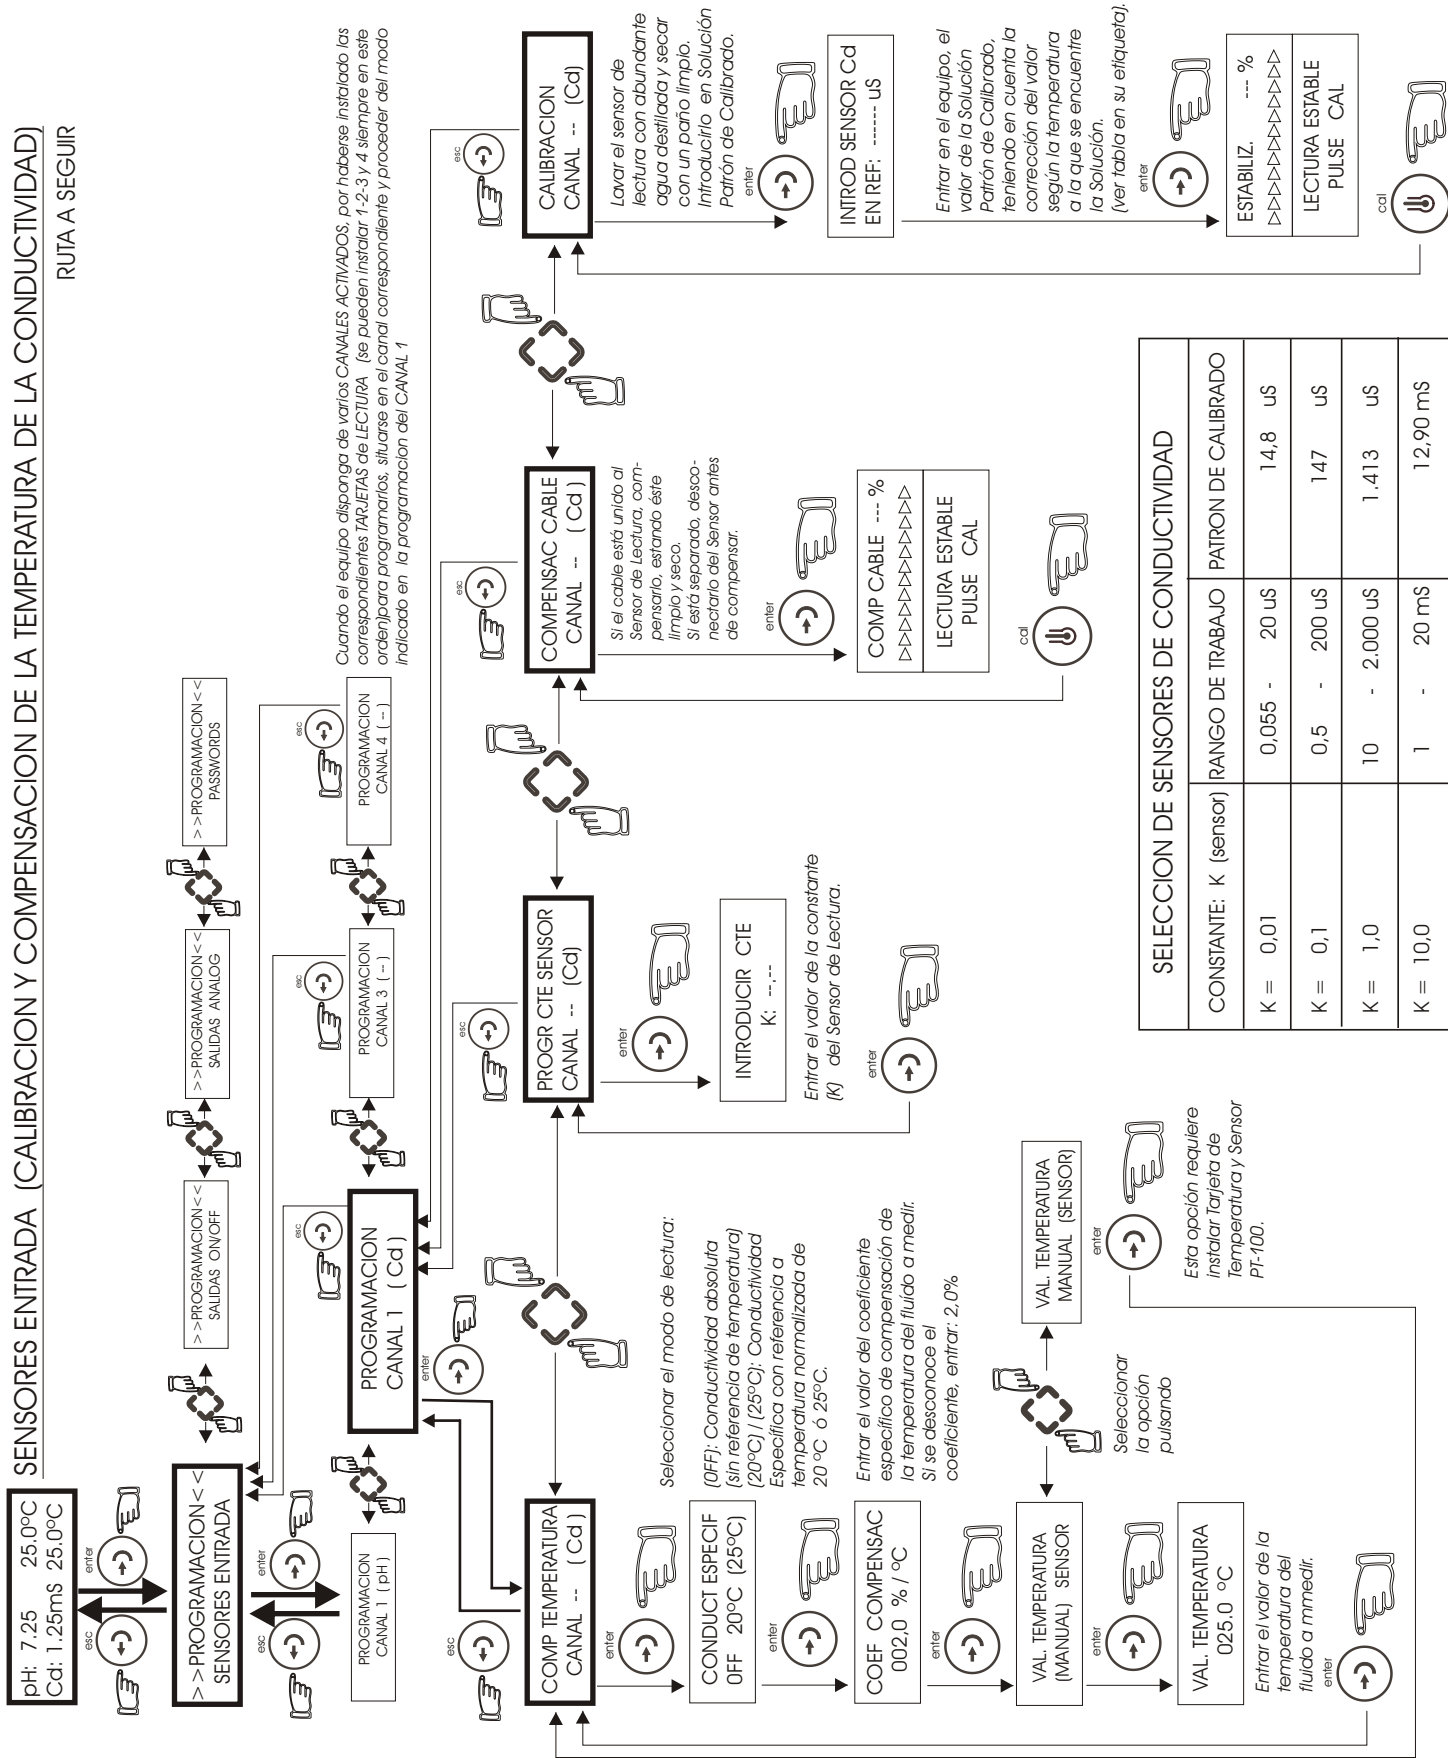 SENSORES ENTRADA (CALIBRACION Y COMPENSACION DE LA TEMPERATURA DE LA CONDUCTIVIDAD)
RUTA A SEGUIR
pH: 7.25 25.0ºC
Cd: 1.25mS 25.0ºC
esc
enter
>>PROGRAMACION<<
SENSORES ENTRADA
esc
enter
>>PROGRAMACION<<
SALIDAS ON/OFF
>>PROGRAMACION<<
SALIDAS ANALOG
>>PROGRAMACION<<
PASSWORDS
PROGRAMACION
CANAL 1 ( pH )
esc
PROGRAMACION
CANAL 1 ( Cd )
enter
esc
PROGRAMACION
CANAL 3 ( -- )
esc
PROGRAMACION
CANAL 4 ( -- )
Cuando el equipo disponga de varios CANALES ACTIVADOS, por haberse instalado las
correspondientes TARJETAS de LECTURA (se pueden instalar 1-2-3 y 4 siempre en este
orden)para programarlos, situarse en el canal correspondiente y proceder del modo
indicado en la programacion del CANAL 1
esc
COMP TEMPERATURA
CANAL -- ( Cd )
enter
Seleccionar el modo de lectura:
CONDUCT ESPECIF
0FF 20ºC (25ºC)
(0FF): Conductividad absoluta
(sin referencia de temperatura)
(20ºC) / (25ºC): Conductividad
Específica con referencia a
temperatura normalizada de
20 ºC ó 25ºC.
enter
COEF COMPENSAC
002,0 % / ºC
Entrar el valor del coeficiente
específico de compensación de
la temperatura del fluído a medir.
Si se desconoce el
coeficiente, entrar: 2,0%
enter
VAL. TEMPERATURA
(MANUAL) SENSOR
Seleccionar
la opción
pulsando
VAL. TEMPERATURA
MANUAL (SENSOR)
enter
Esta opción requiere
instalar Tarjeta de
Temperatura y Sensor
PT-100.
enter
VAL. TEMPERATURA
025.0 ºC
Entrar el valor de la
temperatura del
fluido a mmedir.
enter
esc
PROGR CTE SENSOR
CANAL -- (Cd)
enter
INTRODUCIR CTE
K: --,--
Entrar el valor de la constante
(K) del Sensor de Lectura.
enter
esc
COMPENSAC CABLE
CANAL -- ( Cd )
Si el cable está unido al
Sensor de Lectura, com-
pensarlo, estando éste
limpio y seco.
Si está separado, desco-
nectarlo del Sensor antes
de compensar.
enter
COMP CABLE --- %
▷▷▷▷▷▷▷▷▷▷▷▷
LECTURA ESTABLE
PULSE CAL
cal
esc
CALIBRACION
CANAL -- (Cd)
Lavar el sensor de
lectura con abundante
agua destilada y secar
con un paño limpio.
Introducirlo en Solución
Patrón de Calibrado.
enter
INTROD SENSOR Cd
EN REF: ----- uS
Entrar en el equipo, el
valor de la Solución
Patrón de Calibrado,
teniendo en cuenta la
corrección del valor
según la temperatura
a la que se encuentre
la Solución.
(ver tabla en su etiqueta).
enter
ESTABILIZ. --- %
▷▷▷▷▷▷▷▷▷▷▷▷
LECTURA ESTABLE
PULSE CAL
cal
SELECCION DE SENSORES DE CONDUCTIVIDAD
CONSTANTE: K (sensor) RANGO DE TRABAJO PATRON DE CALIBRADO
K = 0,01 0,055 - 20 uS 14,8 uS
K = 0,1 0,5 - 200 uS 147 uS
K = 1,0 10 - 2.000 uS 1.413 uS
K = 10,0 1 - 20 mS 12,90 mS